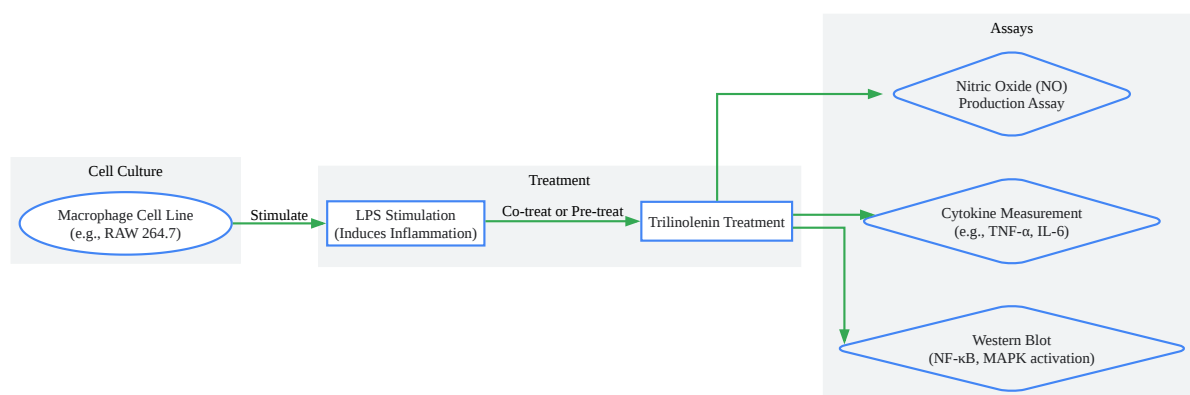 Cell Culture
Macrophage Cell Line
(e.g., RAW 264.7)
Stimulate
Treatment
LPS Stimulation
(Induces Inflammation)
Co-treat or Pre-treat
Trilinolenin Treatment
Assays
Nitric Oxide (NO)
Production Assay
Cytokine Measurement
(e.g., TNF-α, IL-6)
Western Blot
(NF-κB, MAPK activation)